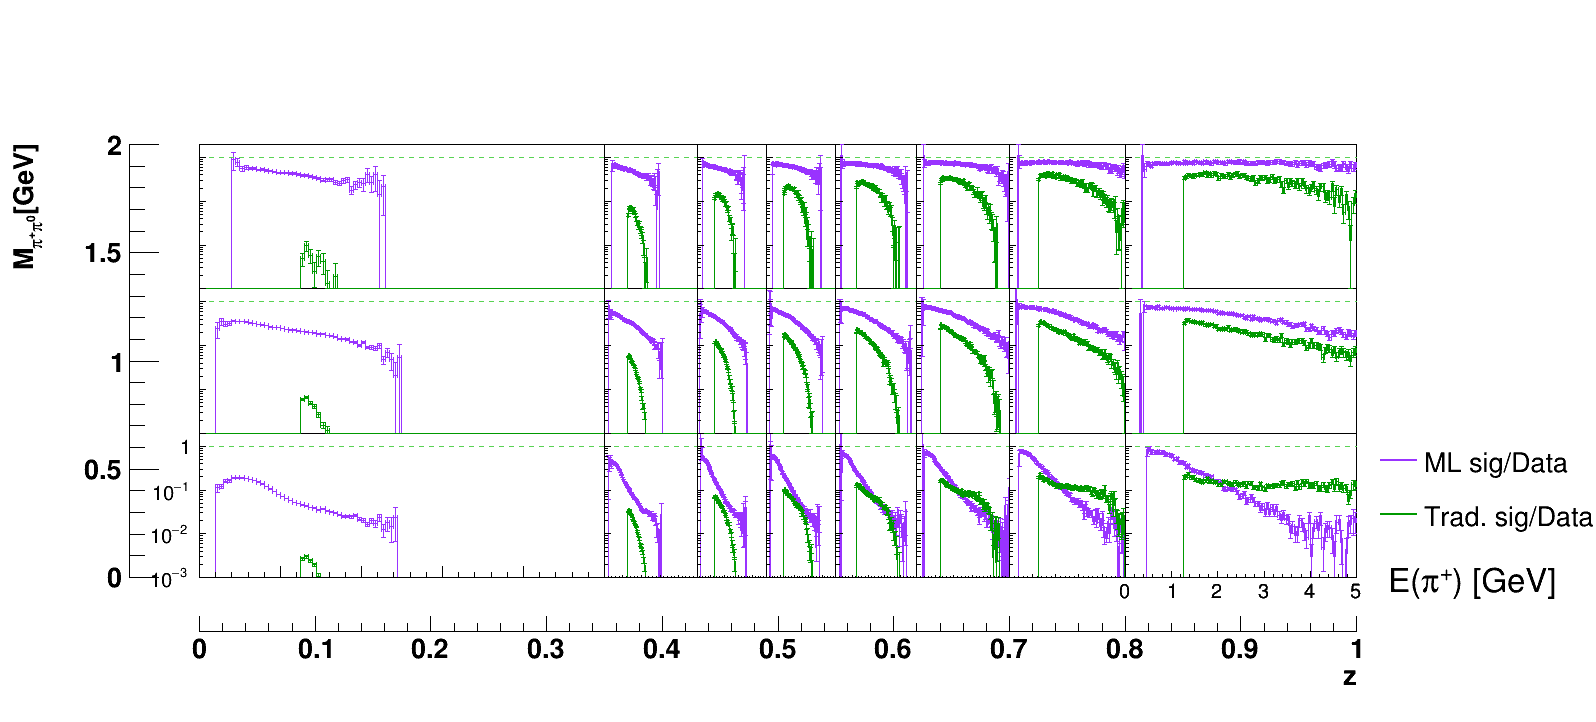 M_π⁺π⁰[GeV]
2
1.5
1
0.5
0
1
10⁻¹
10⁻²
10⁻³
ML sig/Data
Trad. sig/Data
0 1 2 3 4 5
E(π⁺) [GeV]
0 0.1 0.2 0.3 0.4 0.5 0.6 0.7 0.8 0.9 1
z